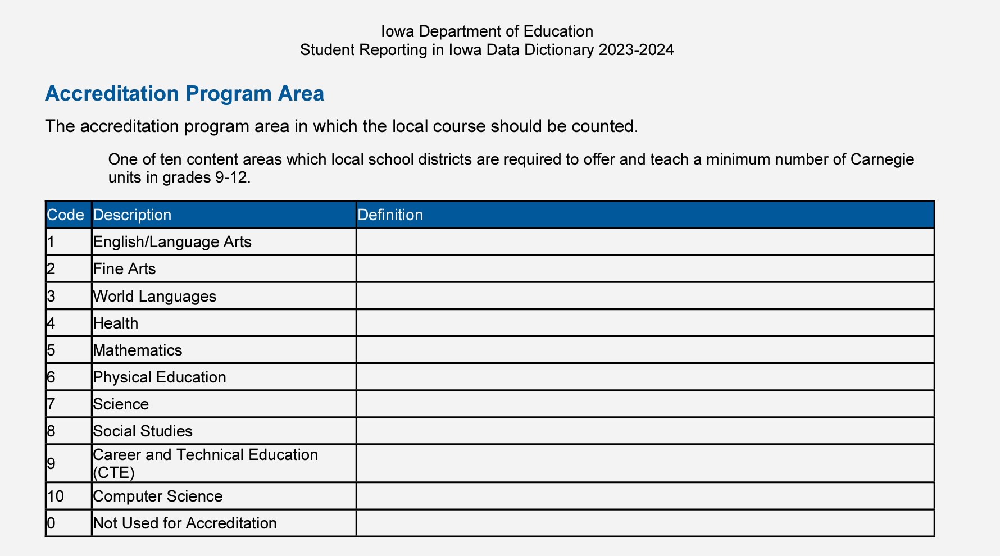 Iowa Department of Education
Student Reporting in Iowa Data Dictionary 2023-2024
Accreditation Program Area
The accreditation program area in which the local course should be counted.
One of ten content areas which local school districts are required to offer and teach a minimum number of Carnegie
units in grades 9-12.
Code Description Definition
1 English/Language Arts
2 Fine Arts
3 World Languages
4 Health
5 Mathematics
6 Physical Education
7 Science
8 Social Studies
9 Career and Technical Education
(CTE)
10 Computer Science
0 Not Used for Accreditation